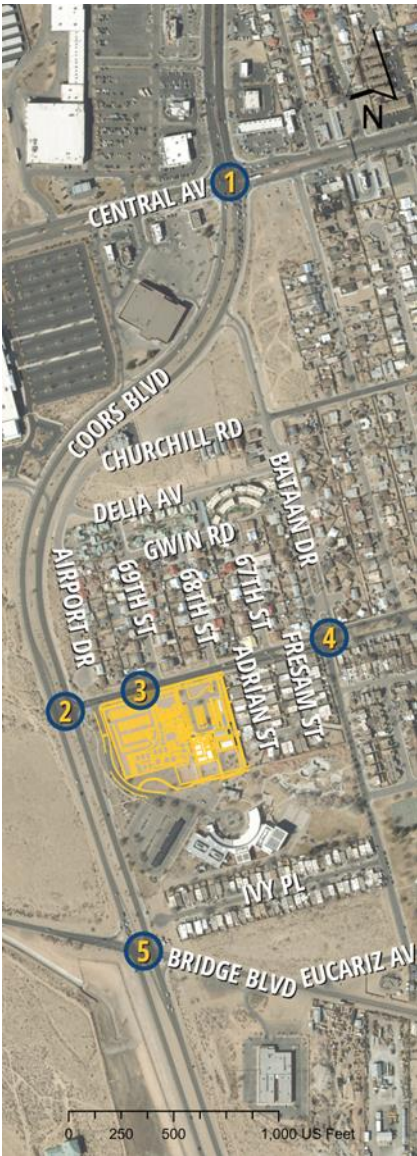 N
1
CENTRAL AV
COORS BLVD
CHURCHILL RD
BATAAN DR
DELIA AV
GWIN RD
AIRPORT DR
69TH ST
68TH ST
67TH ST
4
3
2
ADRIAN ST
FRESAM ST
IVY PL
5
BRIDGE BLVD
EUCARIZ AV
0 250 500 1,000 US Feet